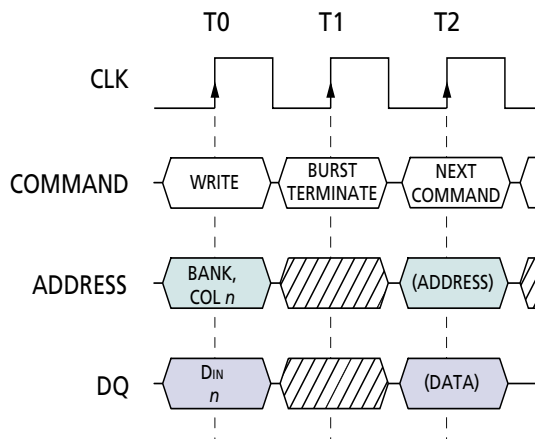 T0 T1 T2
CLK
COMMAND
WRITE
BURST
TERMINATE
NEXT
COMMAND
ADDRESS
BANK,
COL n
(ADDRESS)
DQ
DIN
n
(DATA)